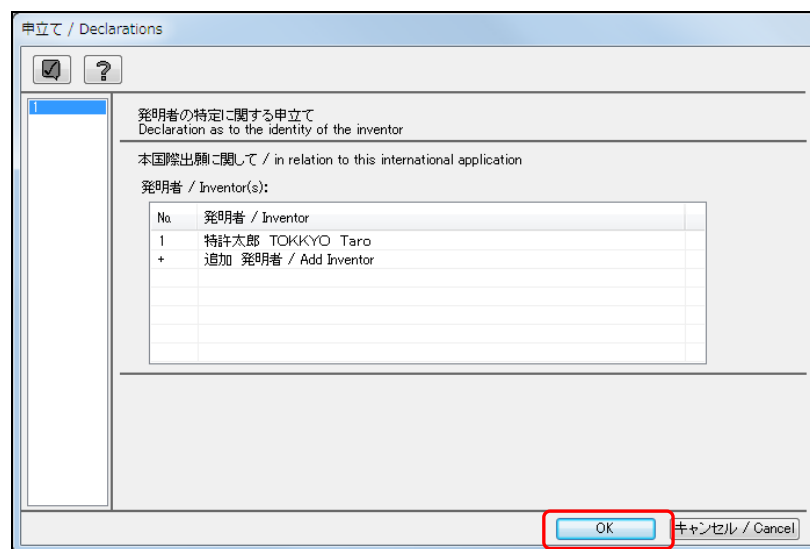 申立て / Declarations
?
1
発明者の特定に関する申立て
Declaration as to the identity of the inventor
本国際出願に関して / in relation to this international application
発明者 / Inventor(s):
No. 発明者 / Inventor
1 特許太郎 TOKKYO Taro
+ 追加 発明者 / Add Inventor
OK キャンセル / Cancel